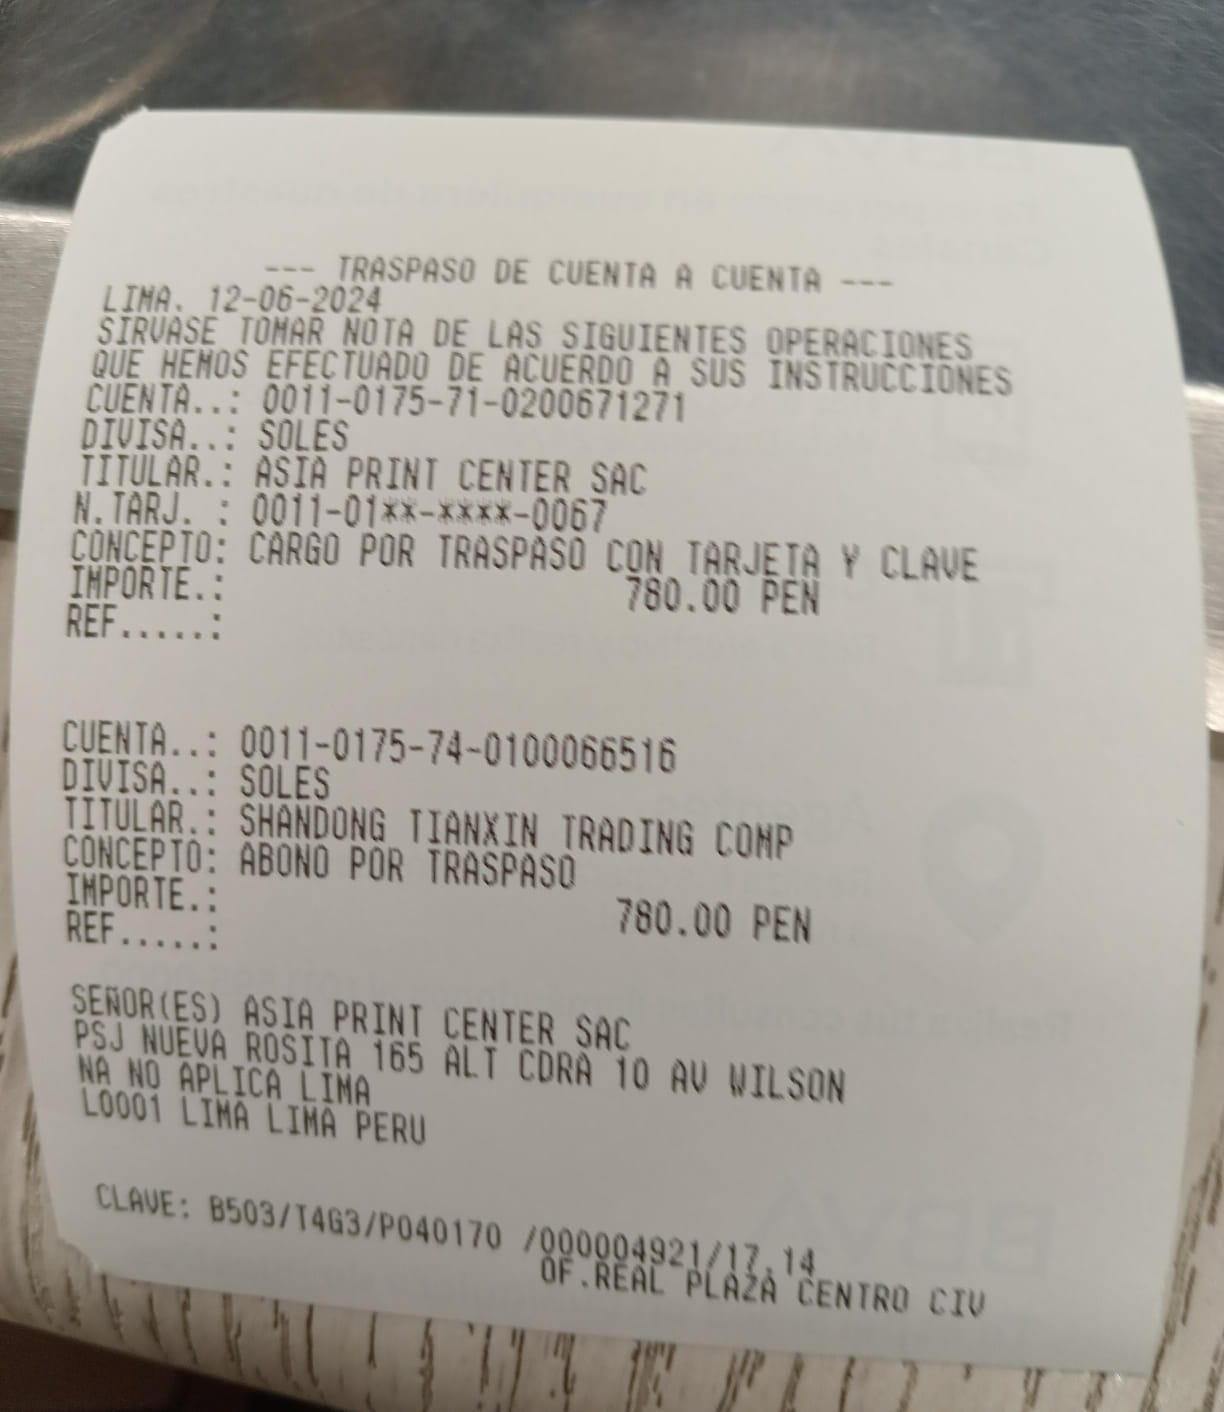 --- TRASPASO DE CUENTA A CUENTA ---
LIMA. 12-06-2024
SIRVASE TOMAR NOTA DE LAS SIGUIENTES OPERACIONES
QUE HEMOS EFECTUADO DE ACUERDO A SUS INSTRUCCIONES
CUENTA..: 0011-0175-71-0200671271
DIVISA..: SOLES
TITULAR.: ASIA PRINT CENTER SAC
N.TARJ. : 0011-01**-****-0067
CONCEPTO: CARGO POR TRASPASO CON TARJETA Y CLAVE
IMPORTE.: 780.00 PEN
REF.....:
CUENTA..: 0011-0175-74-0100066516
DIVISA..: SOLES
TITULAR.: SHANDONG TIANXIN TRADING COMP
CONCEPTO: ABONO POR TRASPASO
IMPORTE.: 780.00 PEN
REF.....:
SEÑOR(ES) ASIA PRINT CENTER SAC
PSJ NUEVA ROSITA 165 ALT CDRA 10 AV WILSON
NA NO APLICA LIMA
L0001 LIMA LIMA PERU
CLAVE: B503/T4G3/P040170 /000004921/17.14
OF.REAL PLAZA CENTRO CIV